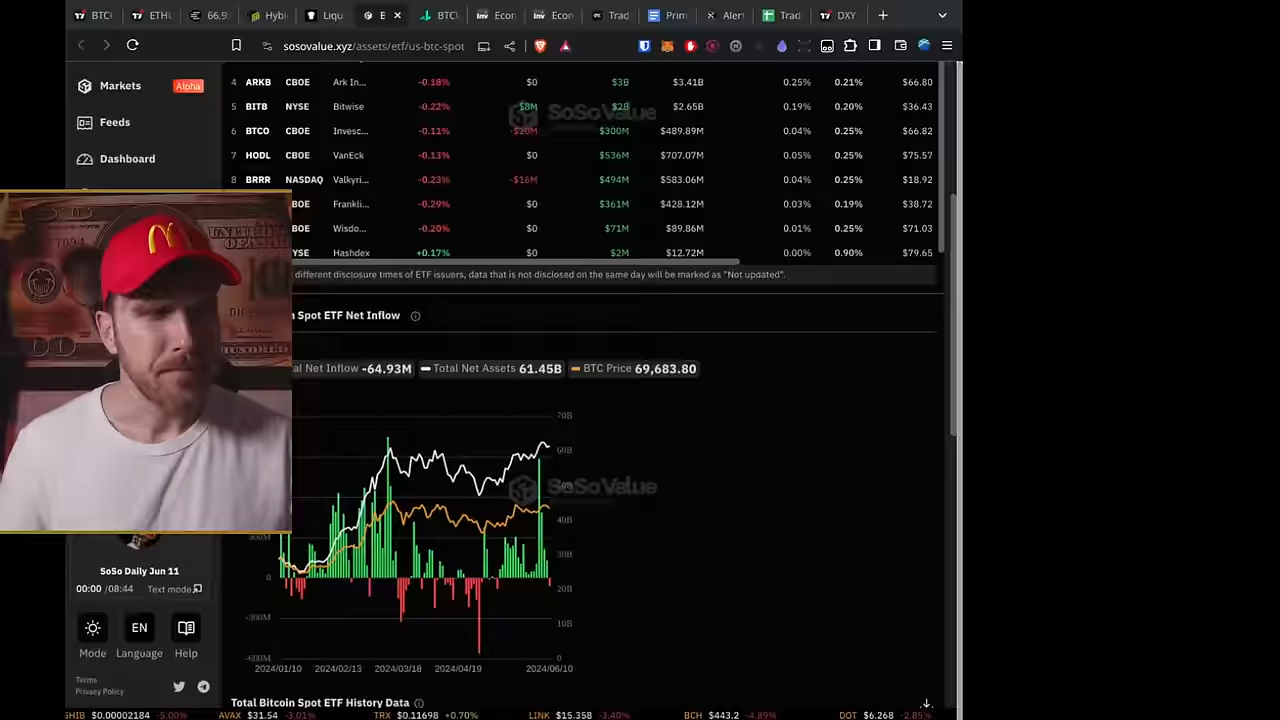 BTC
ETH
66,9
Hybl
Liqu
E
BTC
Econ
Econ
Trad
Prim
Alert
Trad
DXY
sosovalue.xyz/assets/etf/us-btc-spot
Markets Alpha
Feeds
Dashboard
4 ARKB CBOE Ark In... -0.18% $0 $3B $3.41B 0.25% 0.21% $66.80
5 BITB NYSE Bitwise -0.22% $8M $2B $2.65B 0.19% 0.20% $36.43
6 BTCO CBOE Invesc... -0.11% -$20M $300M $489.89M 0.04% 0.25% $66.82
7 HODL CBOE VanEck -0.13% $0 $536M $707.07M 0.05% 0.25% $75.57
8 BRRR NASDAQ Valkyri... -0.23% -$16M $494M $583.06M 0.04% 0.25% $18.92
BOE Frankli... -0.29% $0 $361M $428.12M 0.03% 0.19% $38.72
BOE Wisdo... -0.20% $0 $71M $89.86M 0.01% 0.25% $71.03
YSE Hashdex +0.17% $0 $2M $12.72M 0.00% 0.90% $79.65
SoSoValue
different disclosure times of ETF issuers, data that is not disclosed on the same day will be marked as "Not updated".
n Spot ETF Net Inflow
al Net Inflow -64.93M Total Net Assets 61.45B BTC Price 69,683.80
70B
60B
SoSoValue
40B
30B
0
20B
-300M
10B
-600M
0
2024/01/10 2024/02/13 2024/03/18 2024/04/19 2024/06/10
SoSo Daily Jun 11
00:00 /08:44 Text mode
EN
Mode Language Help
Terms
Privacy Policy
Total Bitcoin Spot ETF History Data
SHIB $0.00002184 -5.00% AVAX $31.54 -3.01% TRX $0.11698 +0.70% LINK $15.358 -3.40% BCH $443.2 -4.89% DOT $6.268 -2.85%